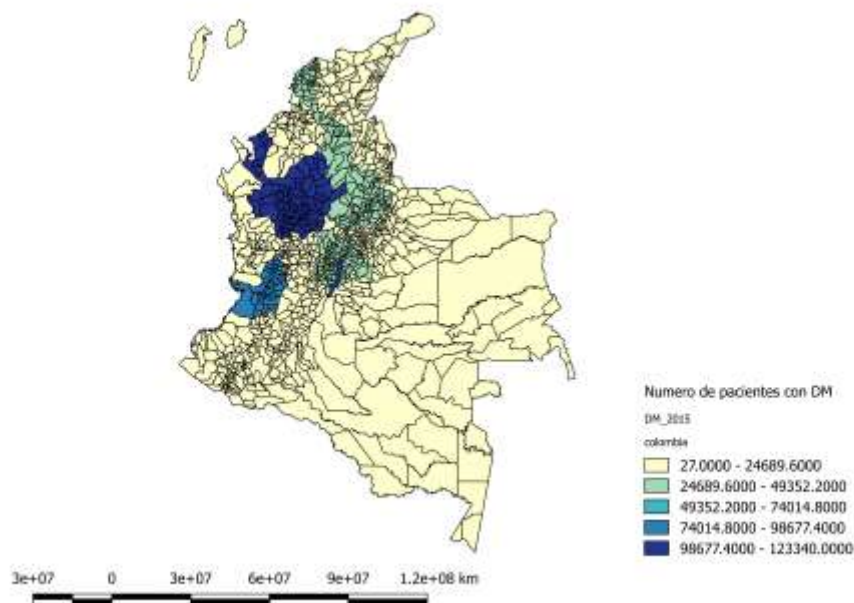 Numero de pacientes con DM
DM_2015
colombia
27.0000 - 24689.6000
24689.6000 - 49352.2000
49352.2000 - 74014.8000
74014.8000 - 98677.4000
98677.4000 - 123340.0000
3e+07 0 3e+07 6e+07 9e+07 1.2e+08 km